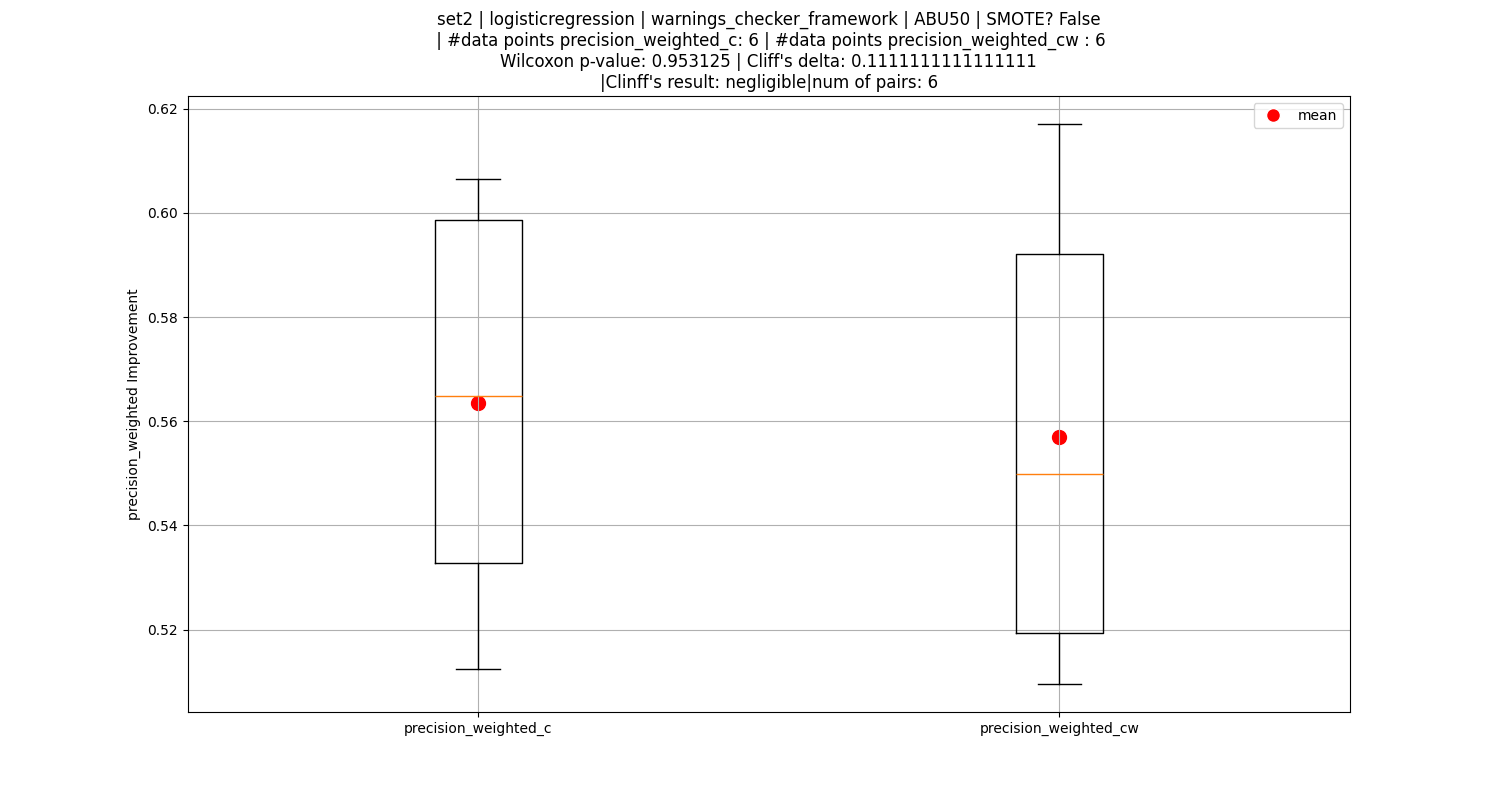 set2 | logisticregression | warnings_checker_framework | ABU50 | SMOTE? False
| #data points precision_weighted_c: 6 | #data points precision_weighted_cw : 6
Wilcoxon p-value: 0.953125 | Cliff's delta: 0.1111111111111111
|Clinff's result: negligible|num of pairs: 6
mean
0.62
0.60
0.58
0.56
0.54
0.52
precision_weighted Improvement
precision_weighted_c
precision_weighted_cw